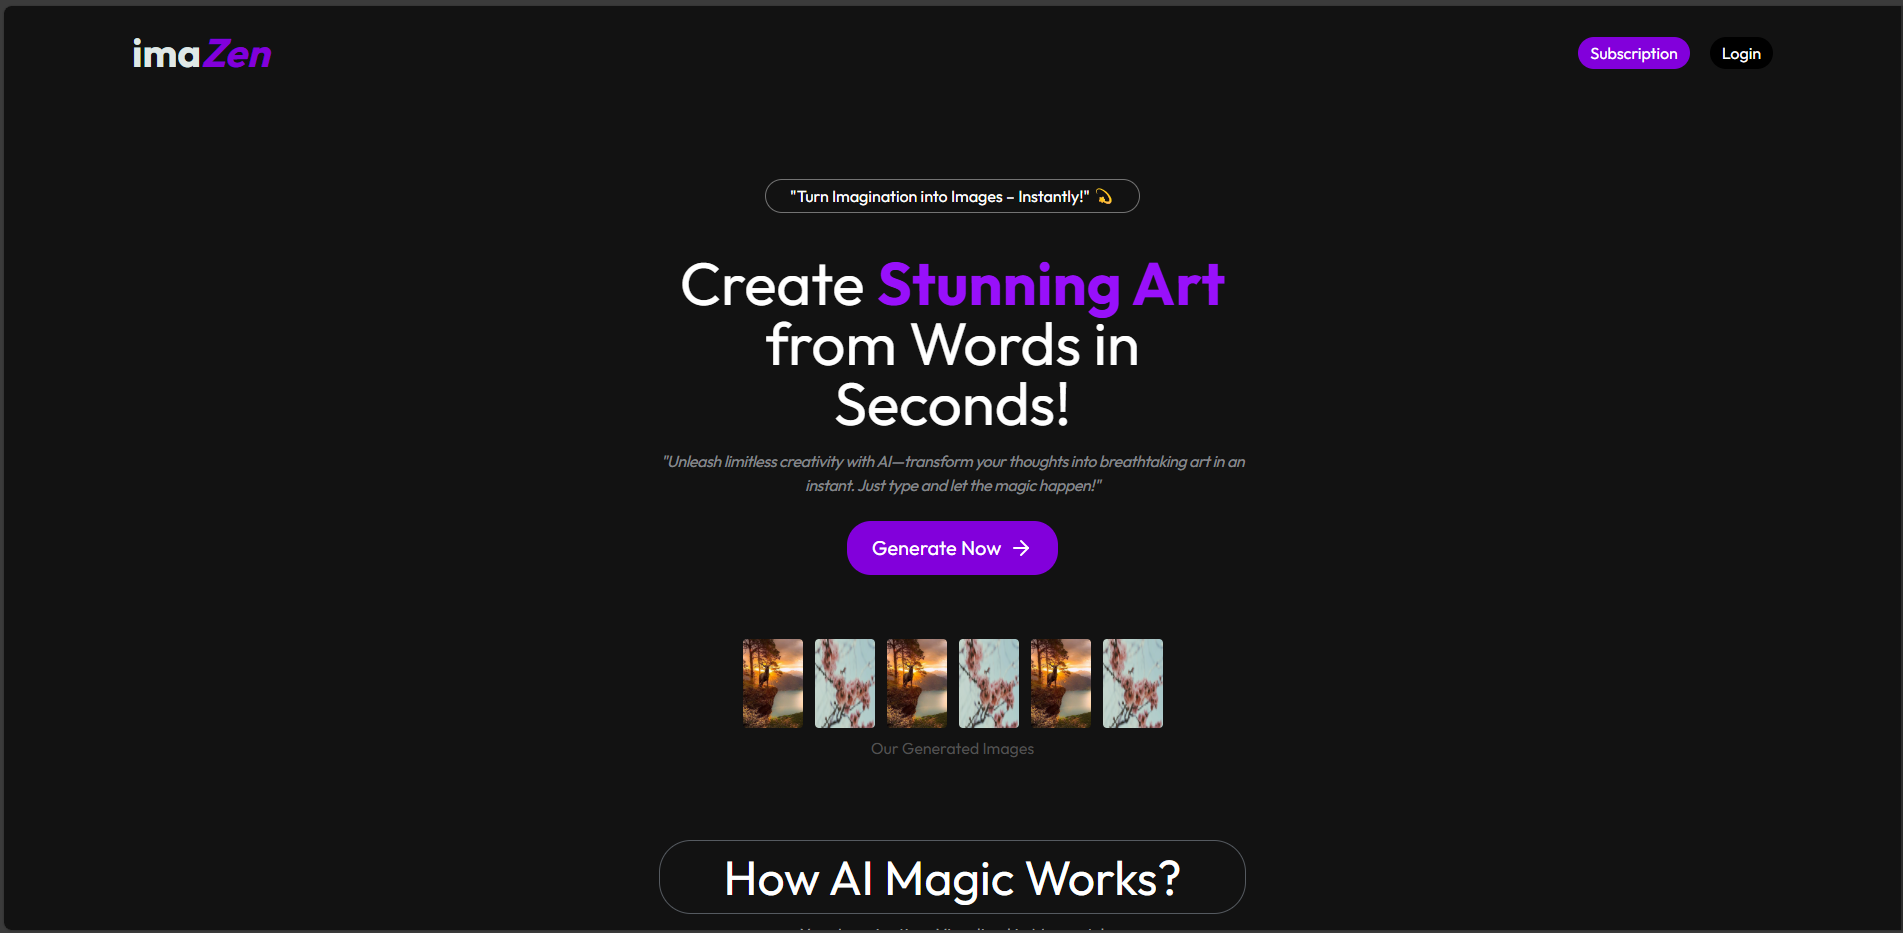 imaZen
Subscription
Login
"Turn Imagination into Images – Instantly!" 💫
Create Stunning Art
from Words in
Seconds!
"Unleash limitless creativity with AI—transform your thoughts into breathtaking art in an
instant. Just type and let the magic happen!"
Generate Now →
Our Generated Images
How AI Magic Works?